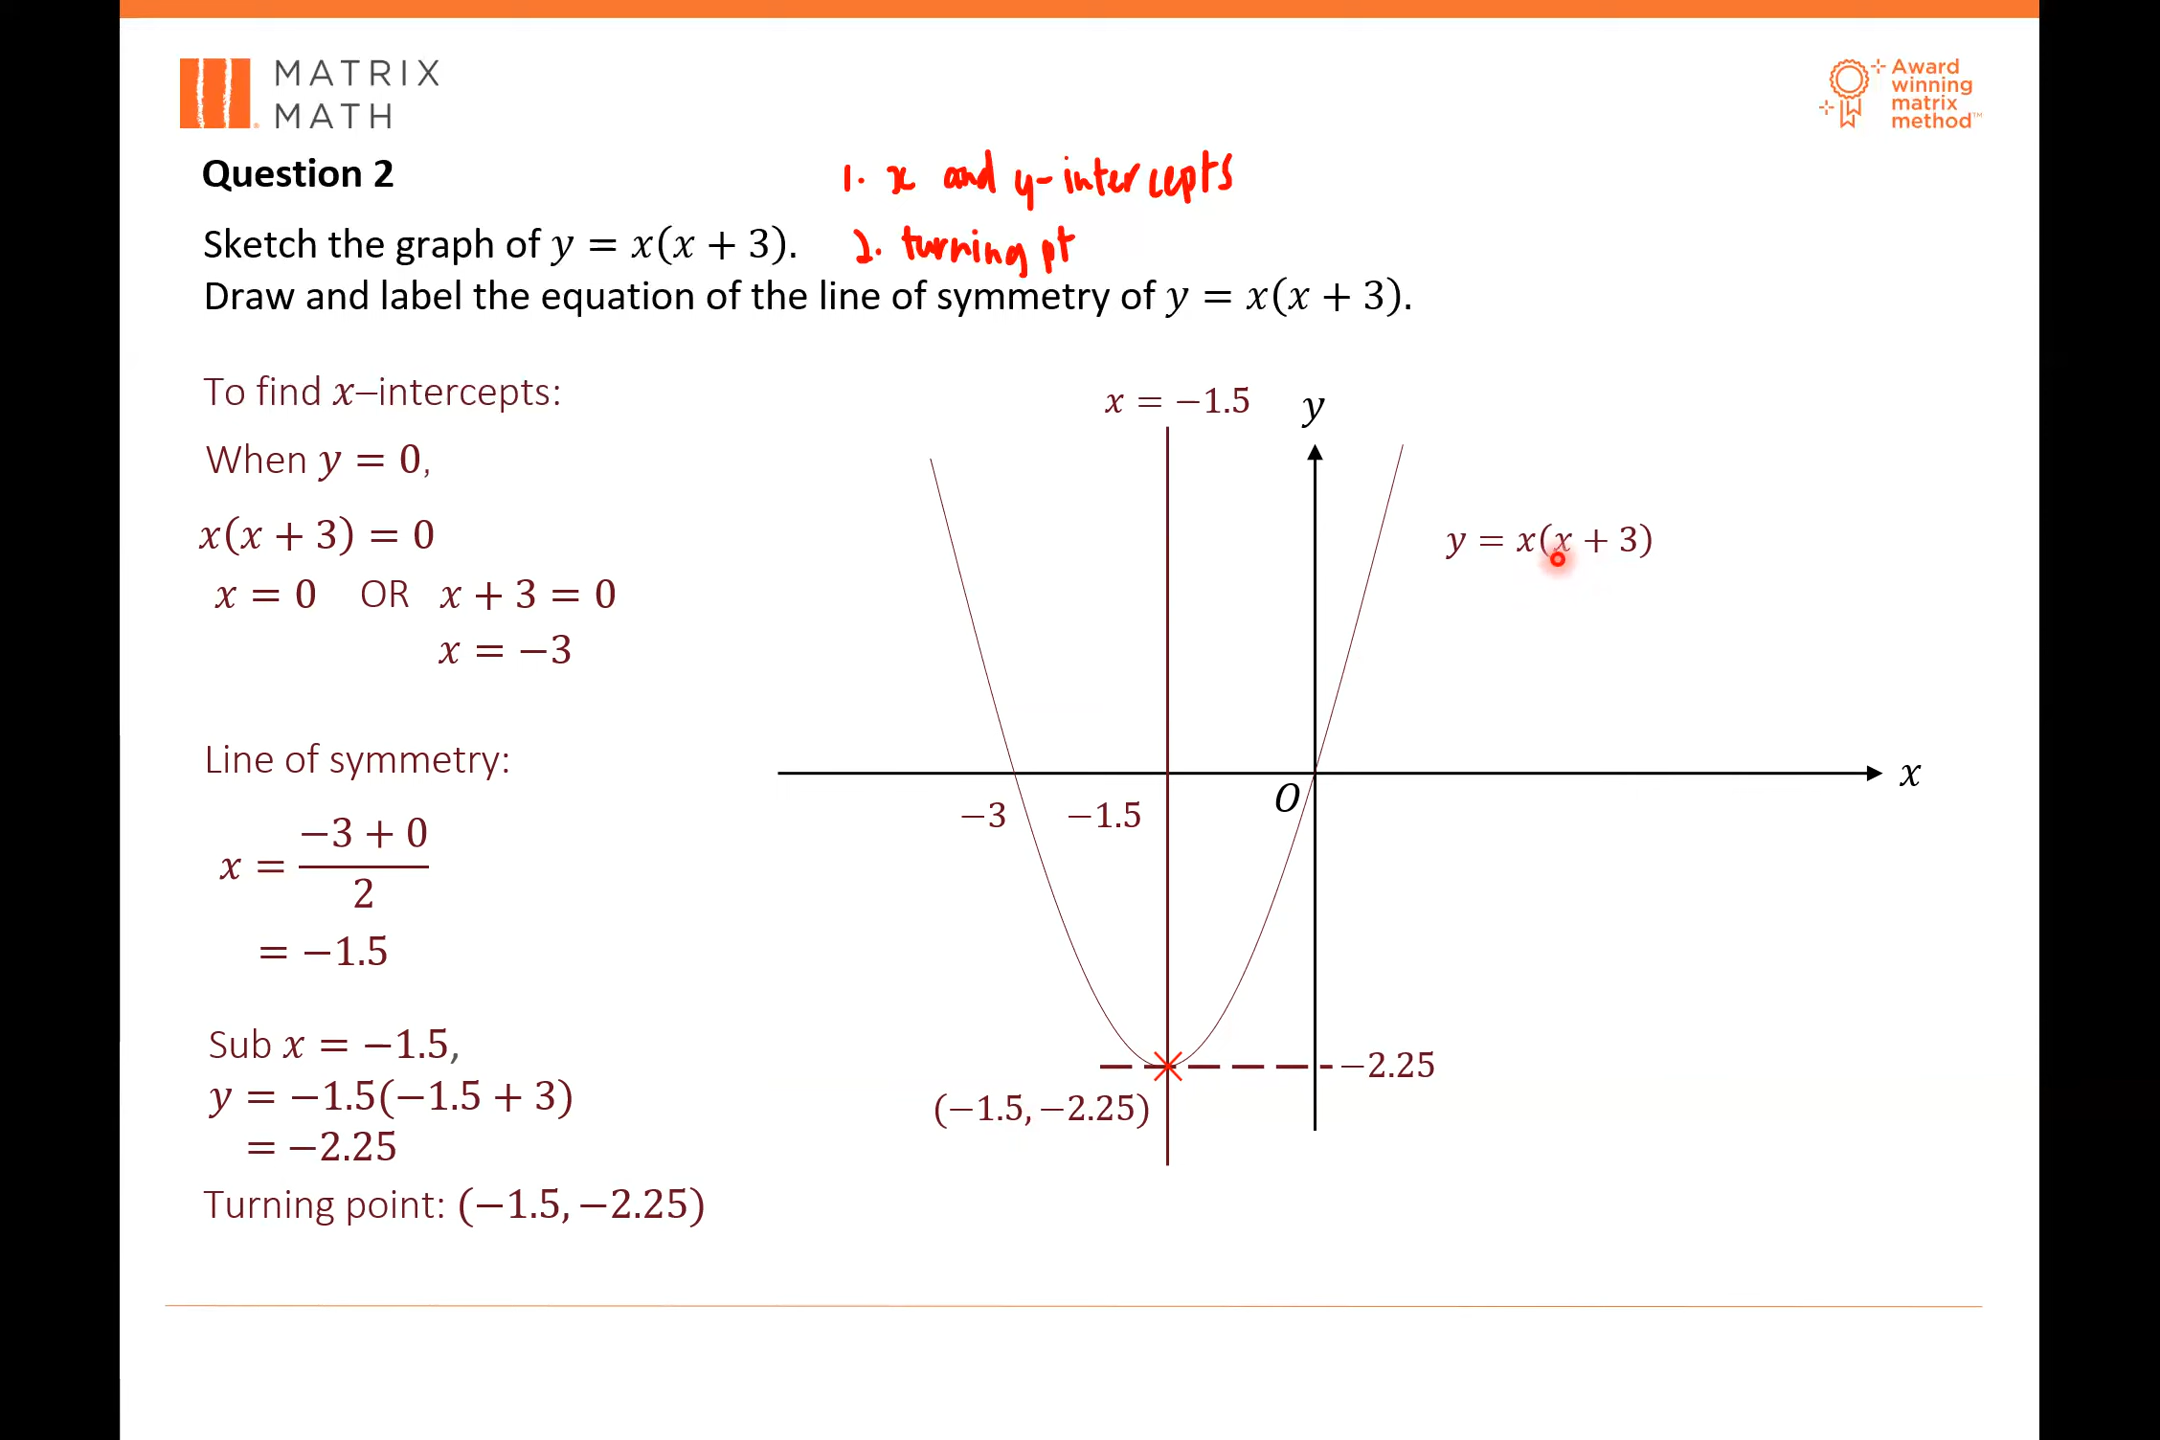 MATRIX
MATH
Award
winning
matrix
method™
Question 2
1. x and y-intercepts
Sketch the graph of y = x(x + 3).
2. turning pt
Draw and label the equation of the line of symmetry of y = x(x + 3).
To find x–intercepts:
When y = 0,
x(x + 3) = 0
x = 0 OR x + 3 = 0
x = −3
Line of symmetry:
x = (−3 + 0)/2
= −1.5
Sub x = −1.5,
y = −1.5(−1.5 + 3)
= −2.25
Turning point: (−1.5, −2.25)
x = −1.5
y
y = x(x + 3)
x
O
−3
−1.5
−2.25
(−1.5, −2.25)